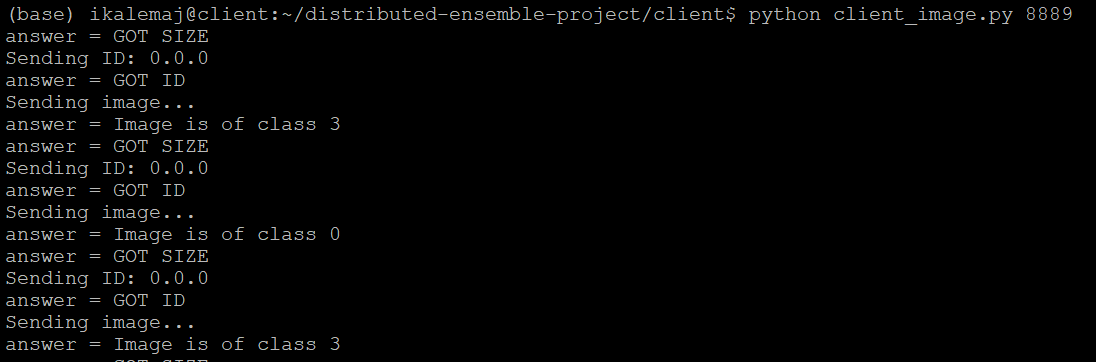 (base) ikalemaj@client:~/distributed-ensemble-project/client$ python client_image.py 8889
answer = GOT SIZE
Sending ID: 0.0.0
answer = GOT ID
Sending image...
answer = Image is of class 3
answer = GOT SIZE
Sending ID: 0.0.0
answer = GOT ID
Sending image...
answer = Image is of class 0
answer = GOT SIZE
Sending ID: 0.0.0
answer = GOT ID
Sending image...
answer = Image is of class 3